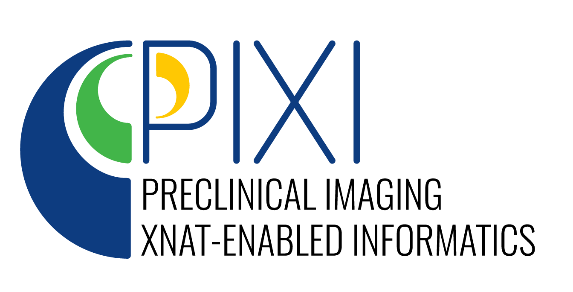 PIXI
PRECLINICAL IMAGING
XNAT-ENABLED INFORMATICS